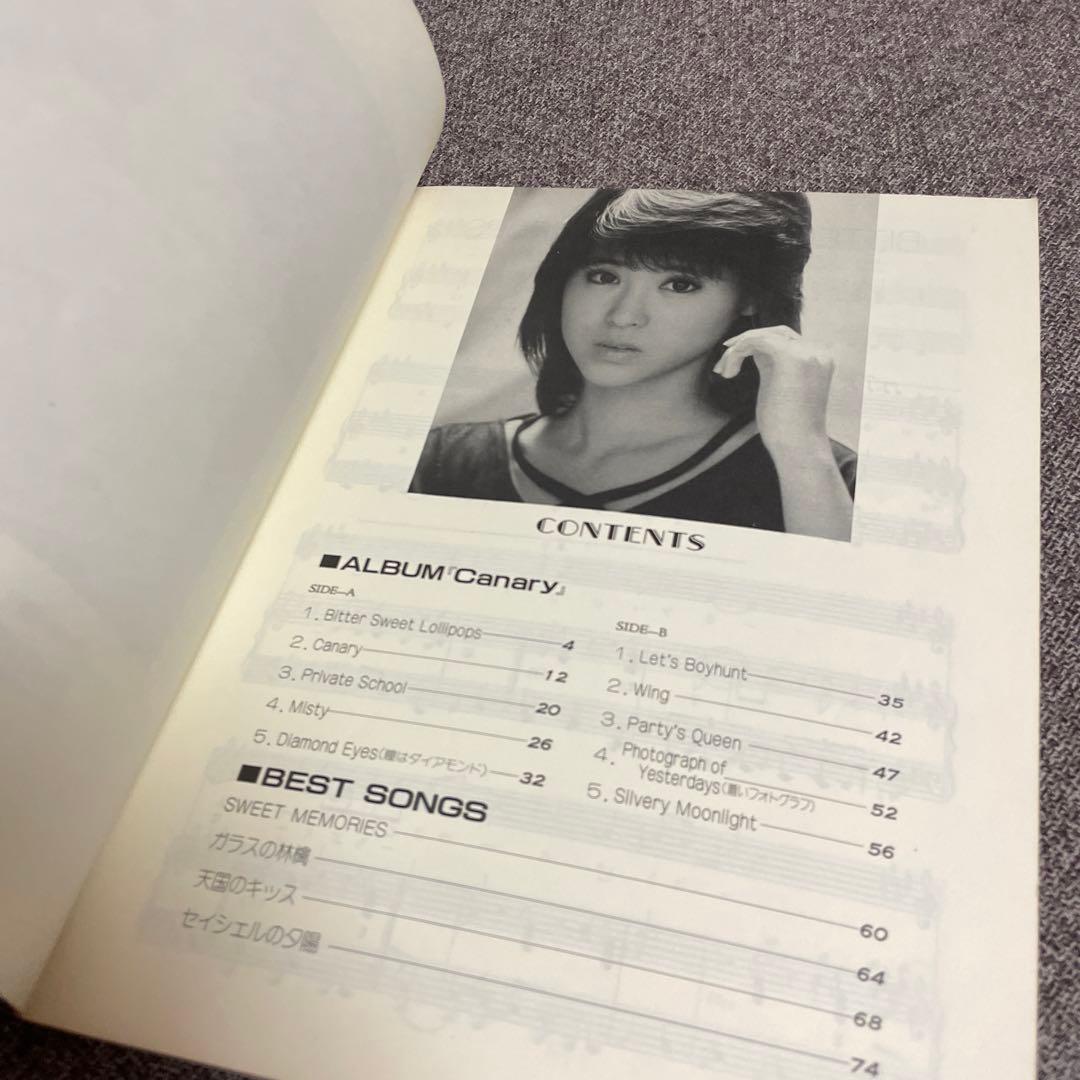 CONTENTS
■ALBUM『Canary』
SIDE—A
1. Bitter Sweet Lollipops 4
2. Canary 12
3. Private School 20
4. Misty 26
5. Diamond Eyes(瞳はダイアモンド) 32
SIDE—B
1. Let's Boyhunt 35
2. Wing 42
3. Party's Queen 47
4. Photograph of
Yesterdays(蒼いフォトグラフ) 52
5. Silvery Moonlight 56
■BEST SONGS
SWEET MEMORIES 60
ガラスの林檎 64
天国のキッス 68
セイシェルの夕陽 74